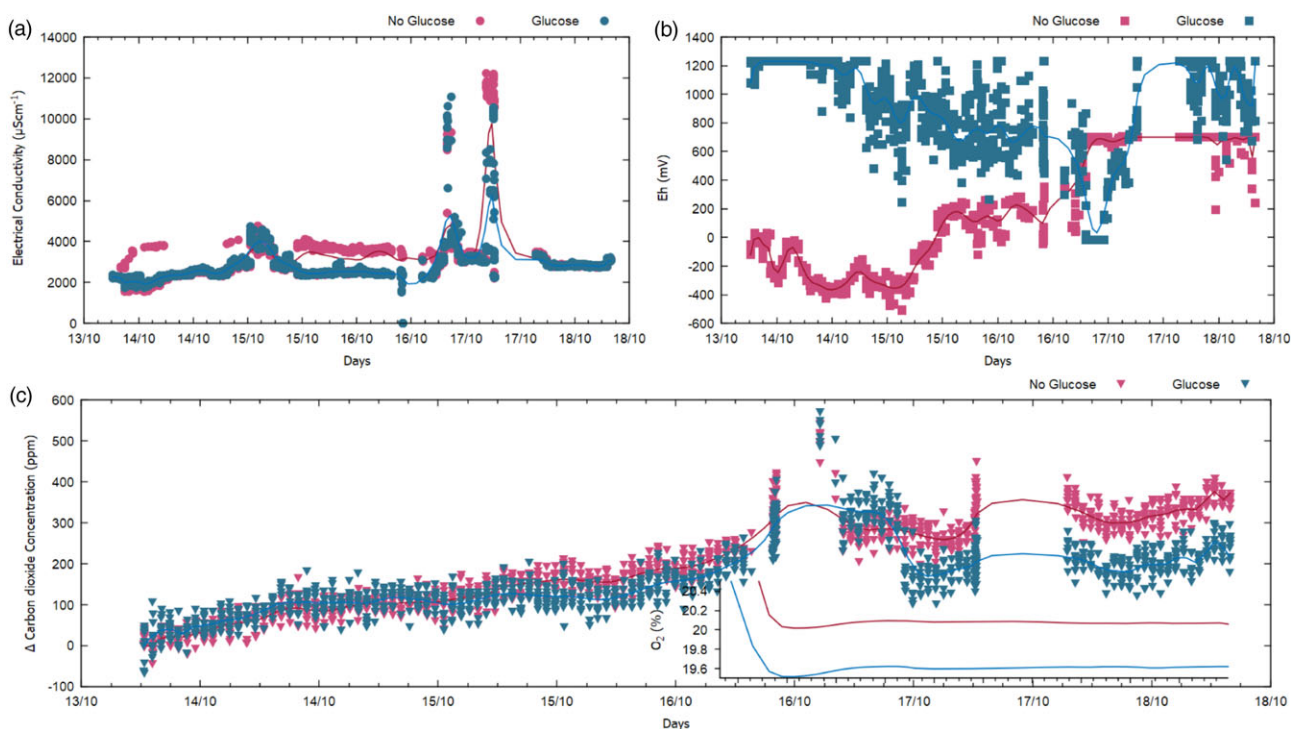 (a)
No Glucose Glucose
14000
12000
10000
8000
6000
4000
2000
0
Electrical Conductivity (µScm⁻¹)
13/10 14/10 14/10 15/10 15/10 16/10 16/10 17/10 17/10 18/10 18/10
Days
(b)
No Glucose Glucose
1400
1200
1000
800
600
400
200
0
-200
-400
-600
Eh (mV)
13/10 14/10 14/10 15/10 15/10 16/10 16/10 17/10 17/10 18/10 18/10
Days
(c)
No Glucose Glucose
600
500
400
300
200
100
0
-100
Δ Carbon dioxide Concentration (ppm)
20.4
20.2
20
19.8
19.6
O₂ (%)
13/10 14/10 14/10 15/10 15/10 16/10 16/10 17/10 17/10 18/10 18/10
Days